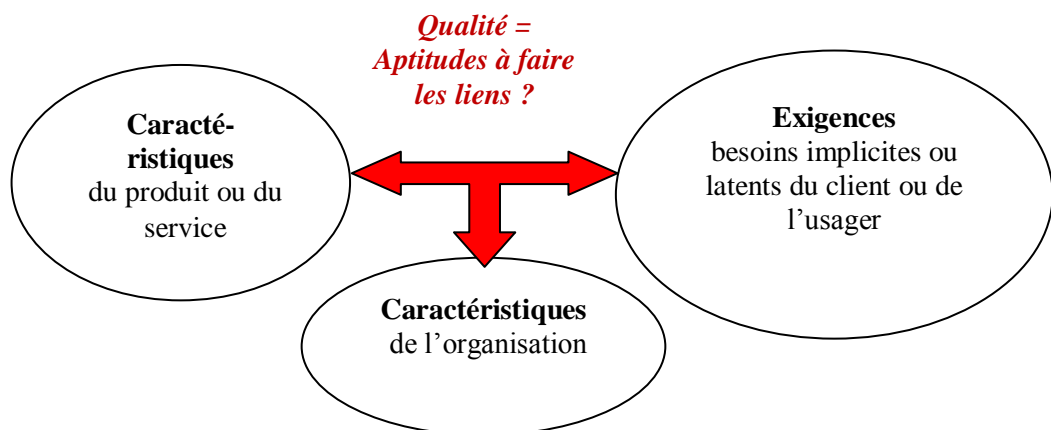 Qualité =
Aptitudes à faire
les liens ?
Caracté-
ristiques
du produit ou du
service
Exigences
besoins implicites ou
latents du client ou de
l’usager
Caractéristiques
de l’organisation